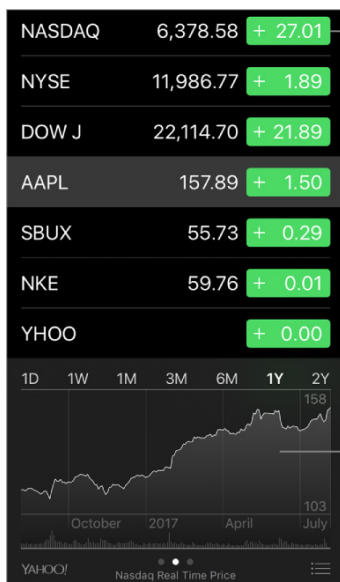 NASDAQ 6,378.58 + 27.01
NYSE 11,986.77 + 1.89
DOW J 22,114.70 + 21.89
AAPL 157.89 + 1.50
SBUX 55.73 + 0.29
NKE 59.76 + 0.01
YHOO + 0.00
1D 1W 1M 3M 6M 1Y 2Y
158
103
October 2017 April July
YAHOO!
Nasdaq Real Time Price